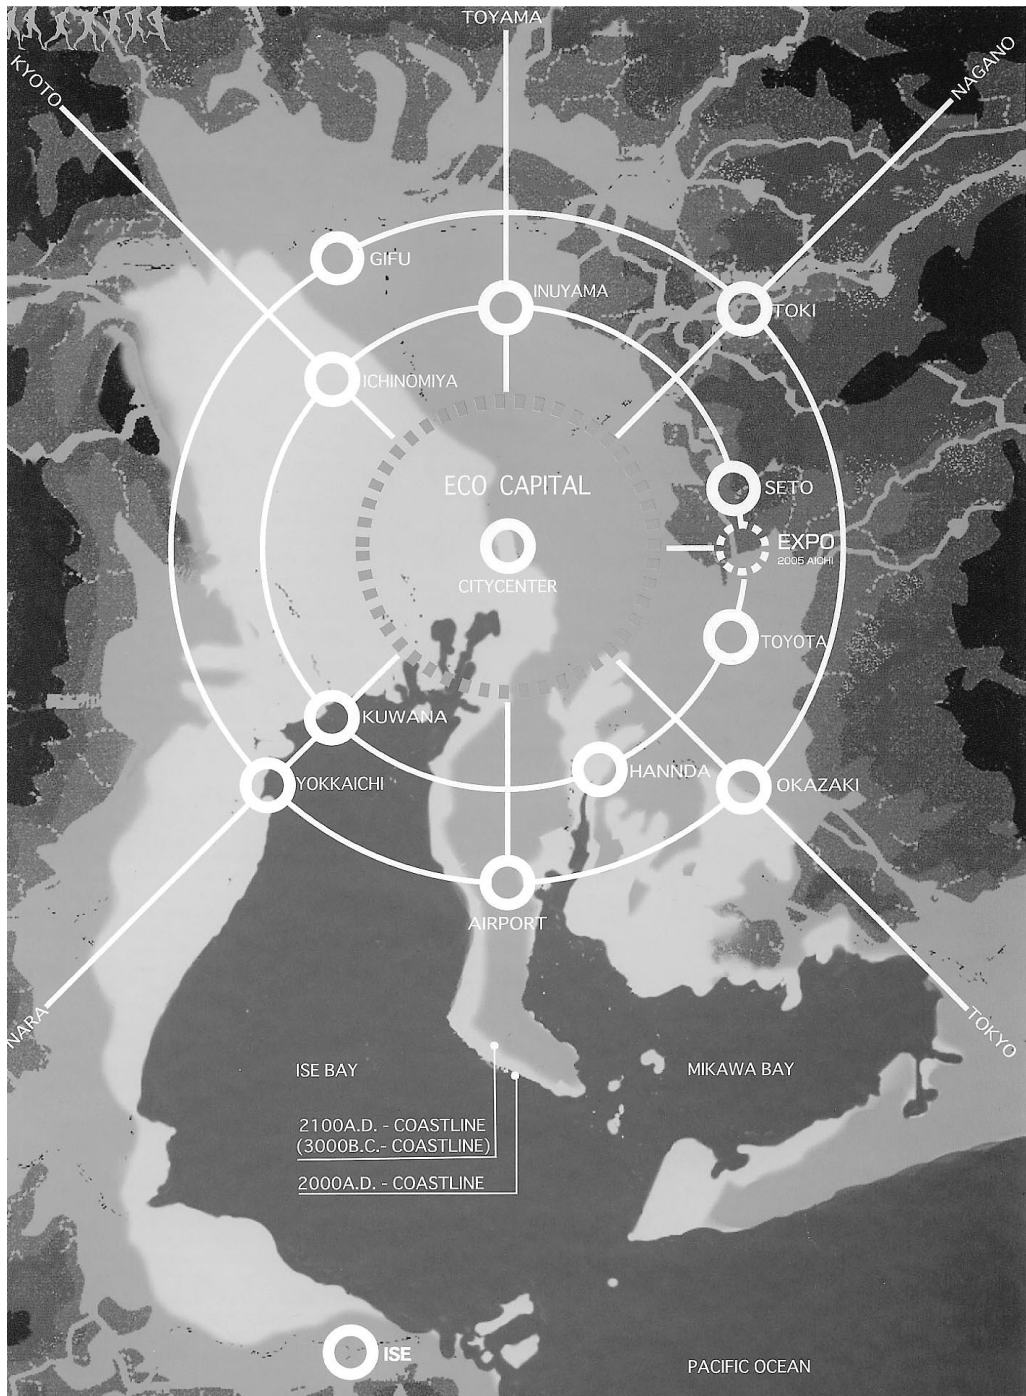 TOYAMA
KYOTO
NAGANO
GIFU
INUYAMA
TOKI
ICHINOMIYA
ECO CAPITAL
SETO
EXPO
2005 AICHI
CITYCENTER
TOYOTA
KUWANA
HANNDA
YOKKAICHI
OKAZAKI
AIRPORT
NARA
TOKYO
ISE BAY
MIKAWA BAY
2100A.D. - COASTLINE
(3000B.C.- COASTLINE)
2000A.D. - COASTLINE
ISE
PACIFIC OCEAN